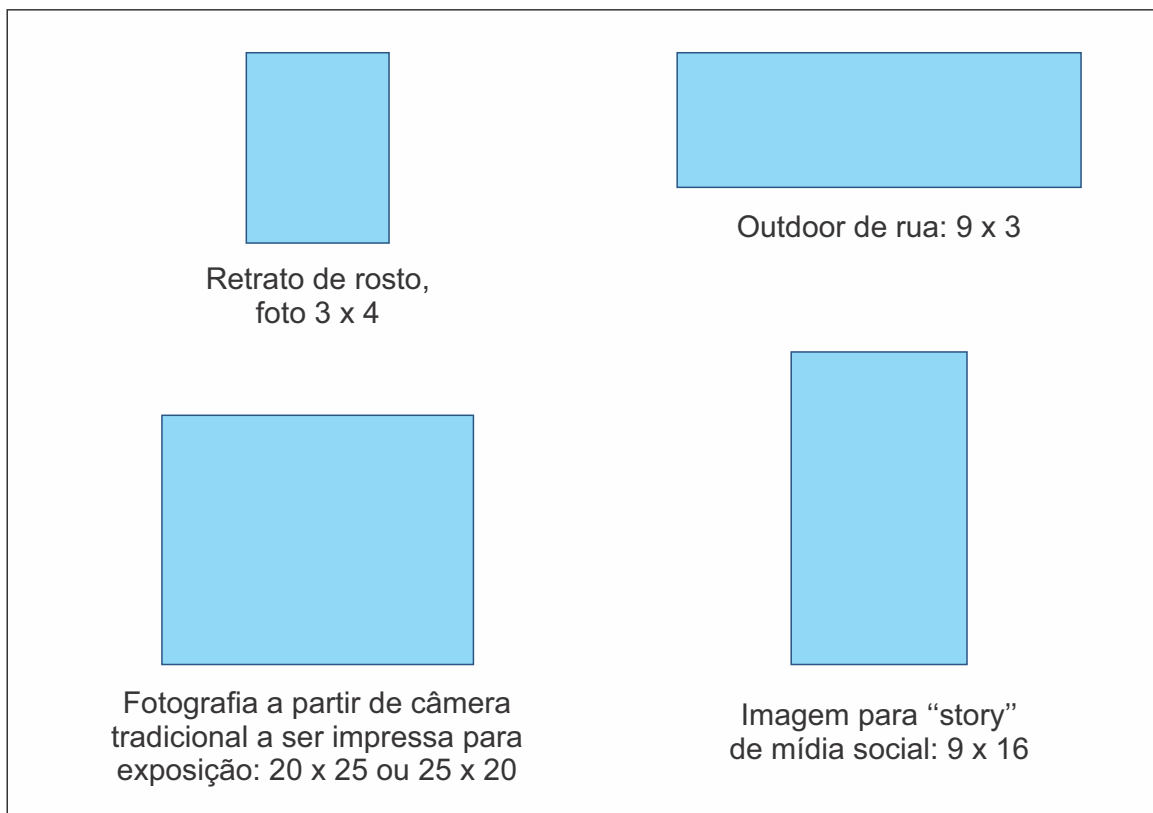 Retrato de rosto,
foto 3 x 4
Outdoor de rua: 9 x 3
Fotografia a partir de câmera
tradicional a ser impressa para
exposição: 20 x 25 ou 25 x 20
Imagem para ‘‘story’’
de mídia social: 9 x 16